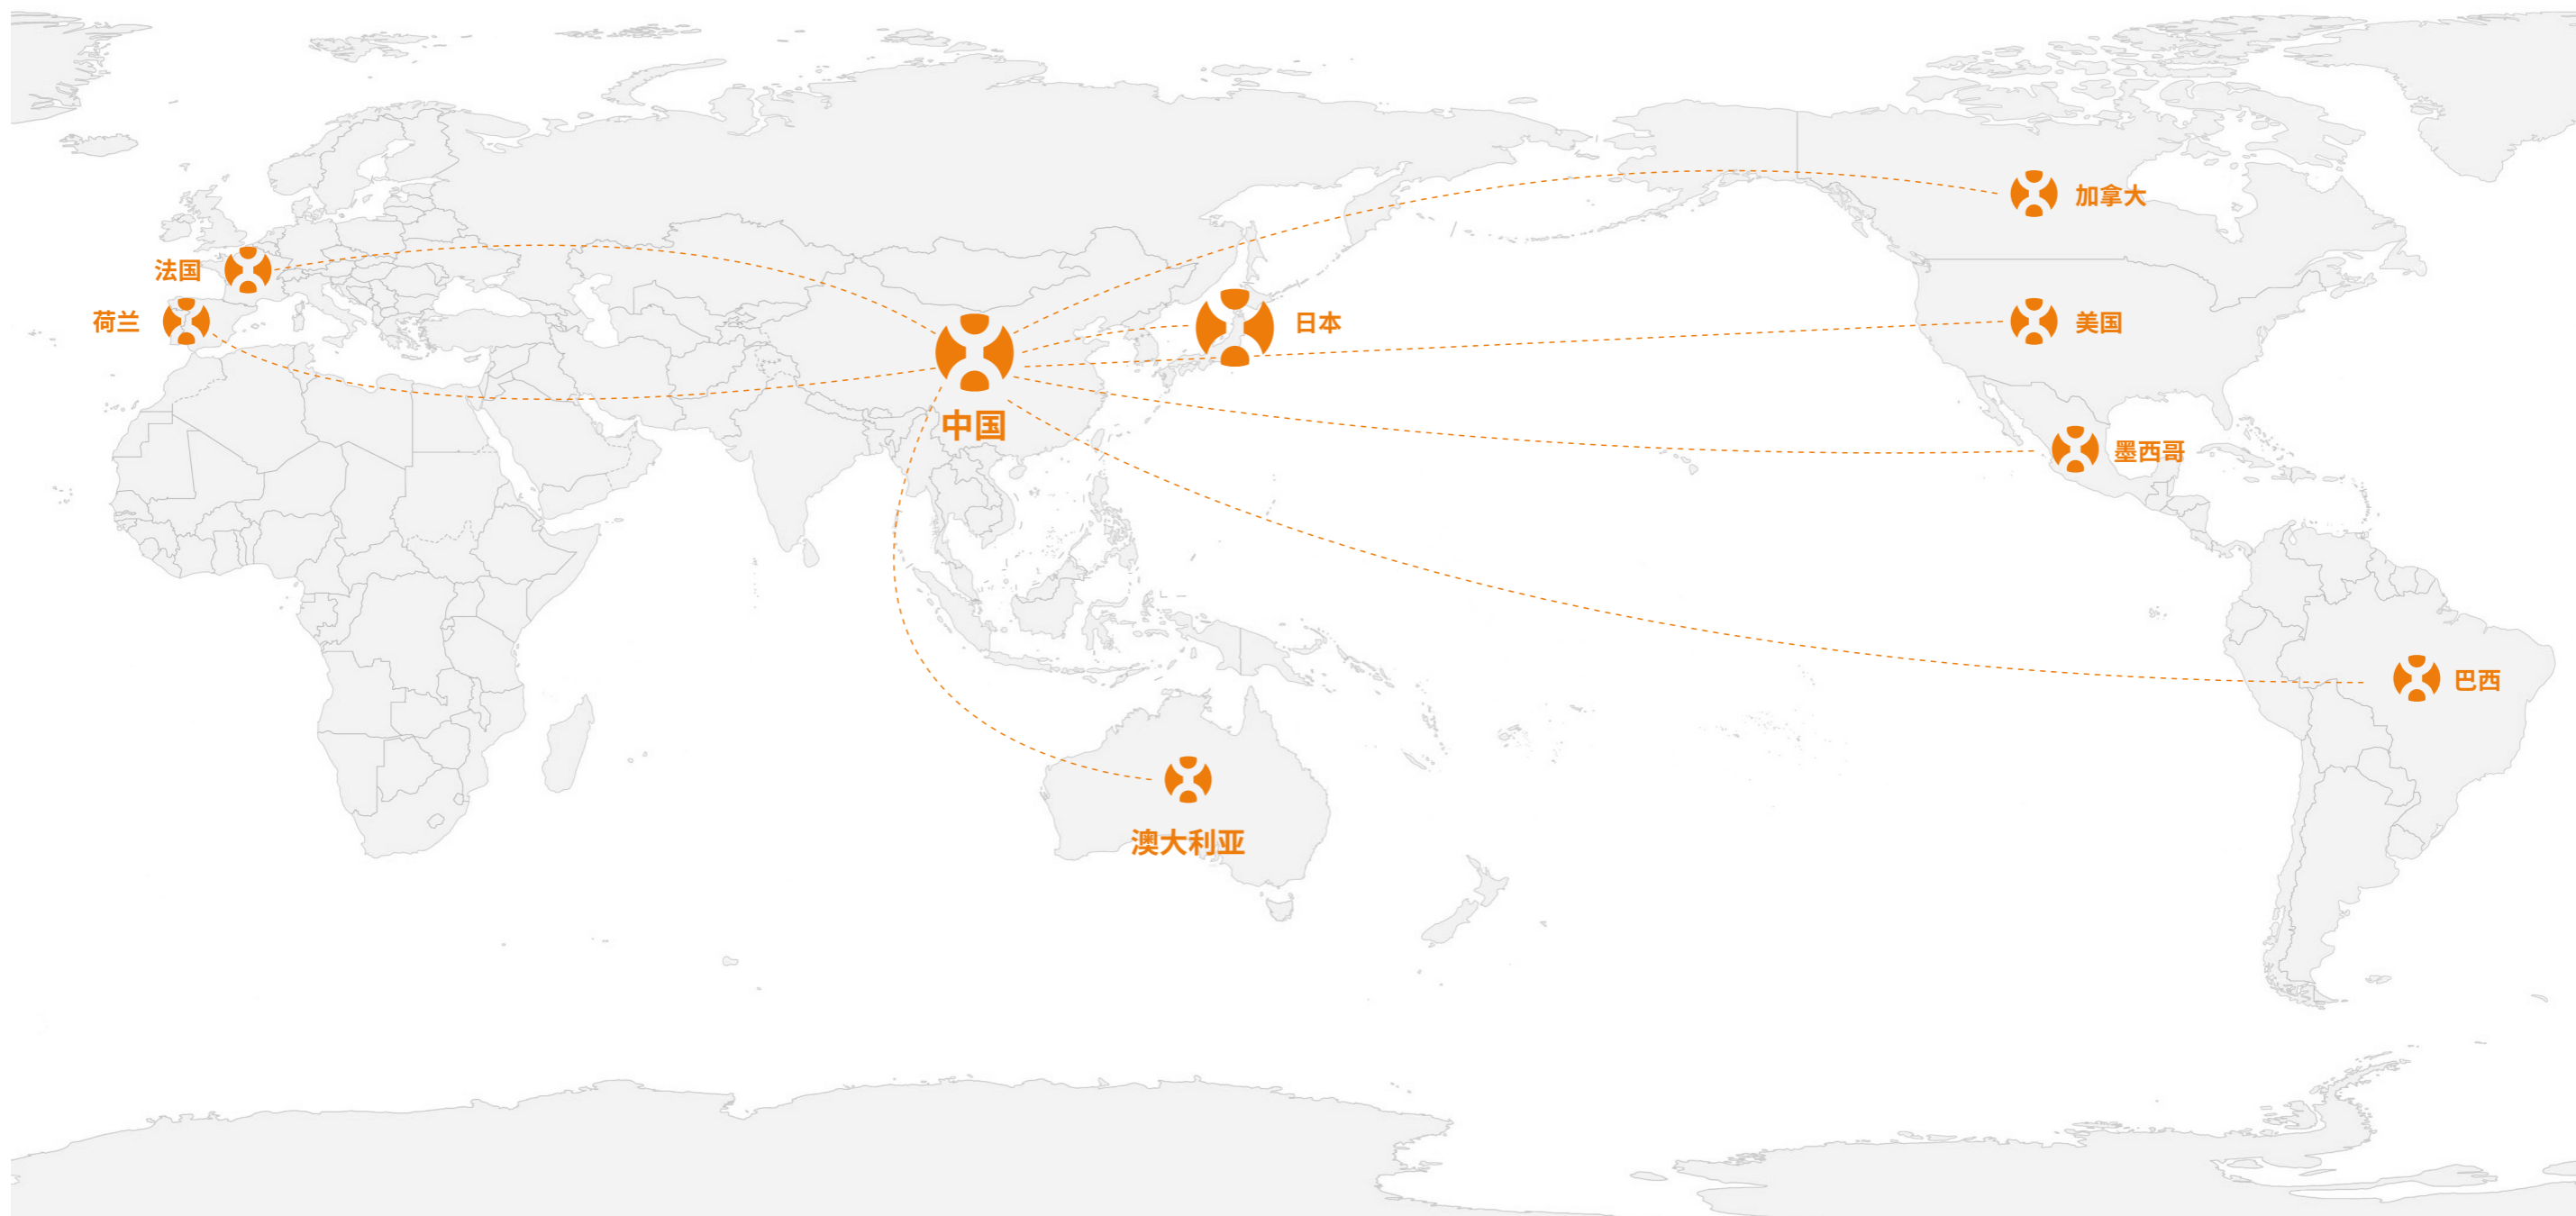 加拿大
法国
荷兰
日本
美国
中国
墨西哥
巴西
澳大利亚